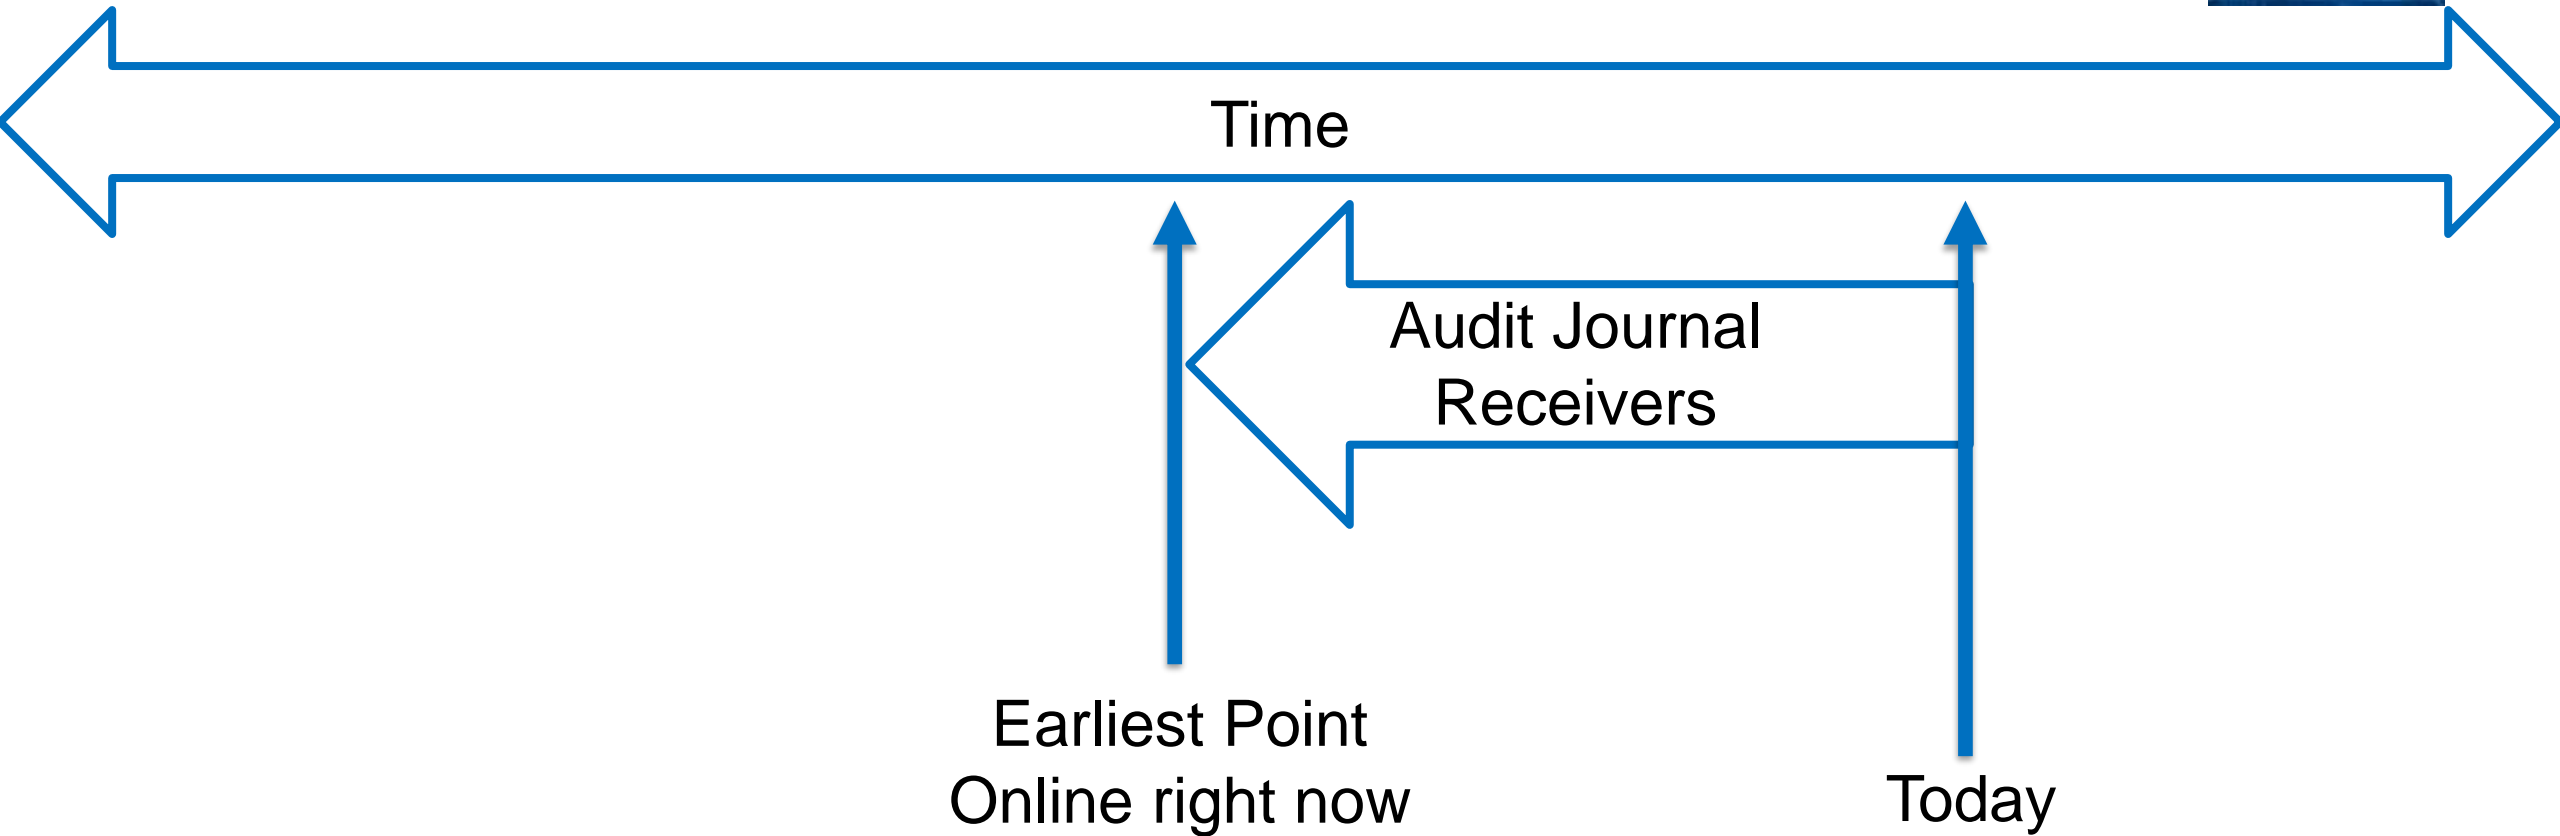 Time
Audit Journal
Receivers
Earliest Point
Online right now
Today